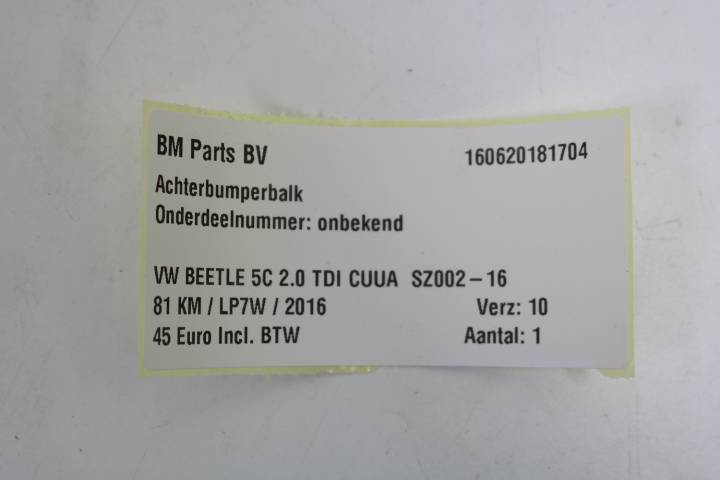 BM Parts BV 160620181704
Achterbumperbalk
Onderdeelnummer: onbekend
VW BEETLE 5C 2.0 TDI CUUA SZ002-16
81 KM / LP7W / 2016 Verz: 10
45 Euro Incl. BTW Aantal: 1